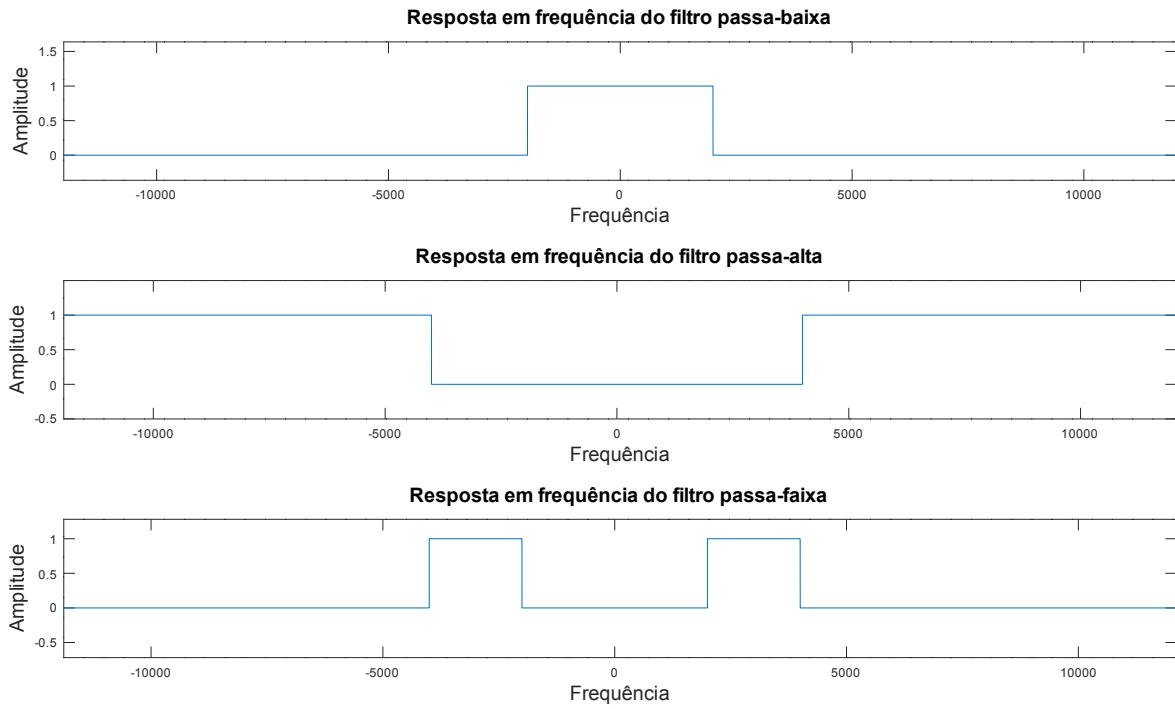 Resposta em frequência do filtro passa-baixa
Amplitude
1.5
1
0.5
0
-10000 -5000 0 5000 10000
Frequência
Resposta em frequência do filtro passa-alta
Amplitude
1
0.5
0
-0.5
-10000 -5000 0 5000 10000
Frequência
Resposta em frequência do filtro passa-faixa
Amplitude
1
0.5
0
-0.5
-10000 -5000 0 5000 10000
Frequência